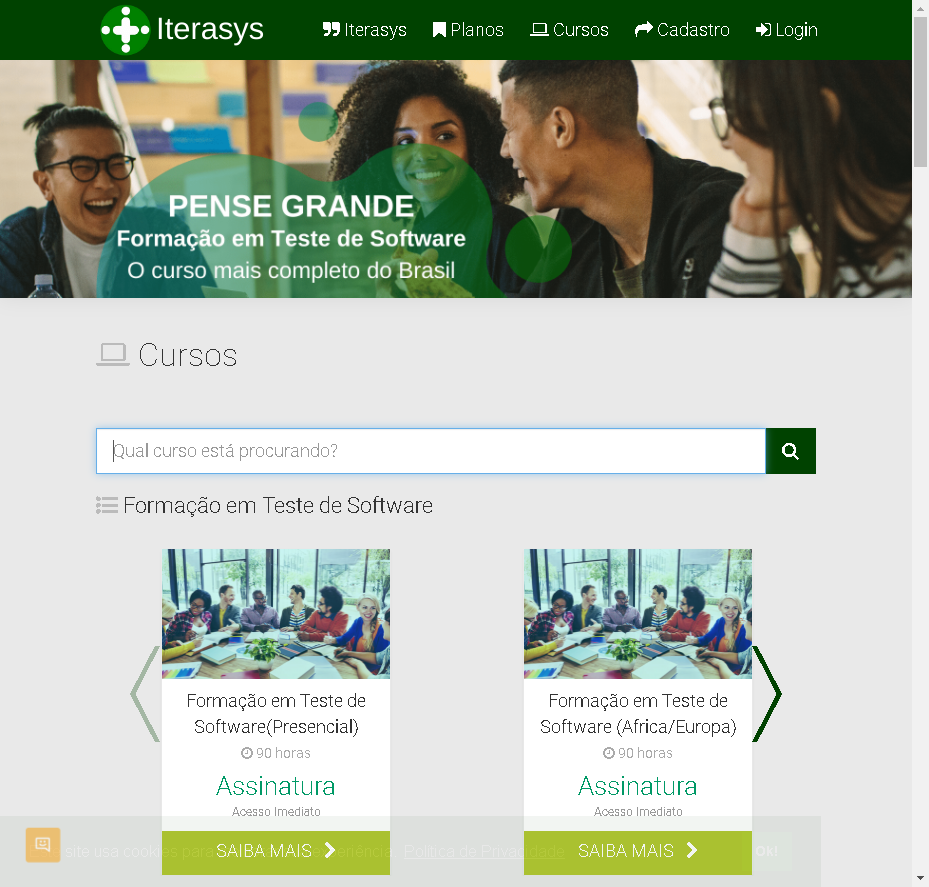 Iterasys
Iterasys
Planos
Cursos
Cadastro
Login
PENSE GRANDE
Formação em Teste de Software
O curso mais completo do Brasil
Cursos
Qual curso está procurando?
Formação em Teste de Software
Formação em Teste de
Software(Presencial)
90 horas
Assinatura
Acesso Imediato
SAIBA MAIS
Formação em Teste de
Software (Africa/Europa)
90 horas
Assinatura
Acesso Imediato
SAIBA MAIS
site usa cookies para
Política de Privacidade
Ok!